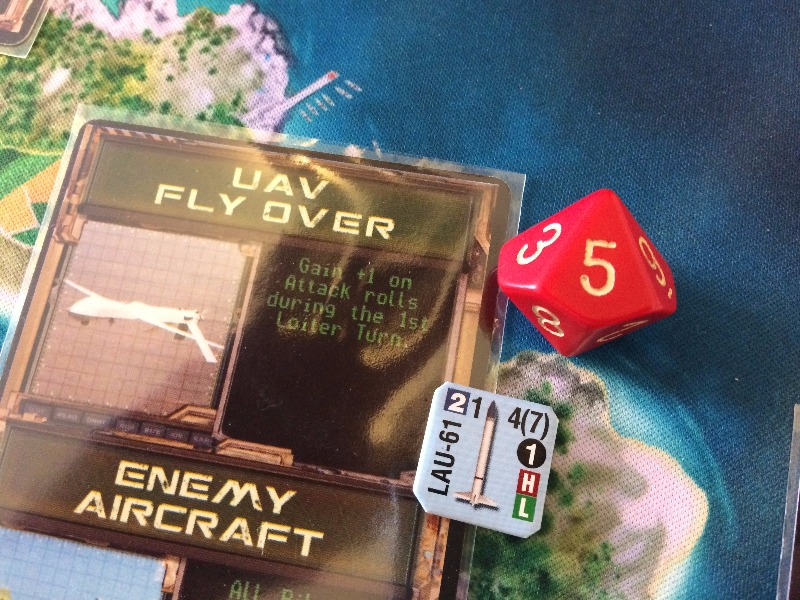 UAV
FLY OVER
Gain +1 on
Attack rolls
during the 1st
Loiter Turn.
ENEMY
AIRCRAFT
All
LAU-61
2 1 4(7)
1
H
L
3 5
8